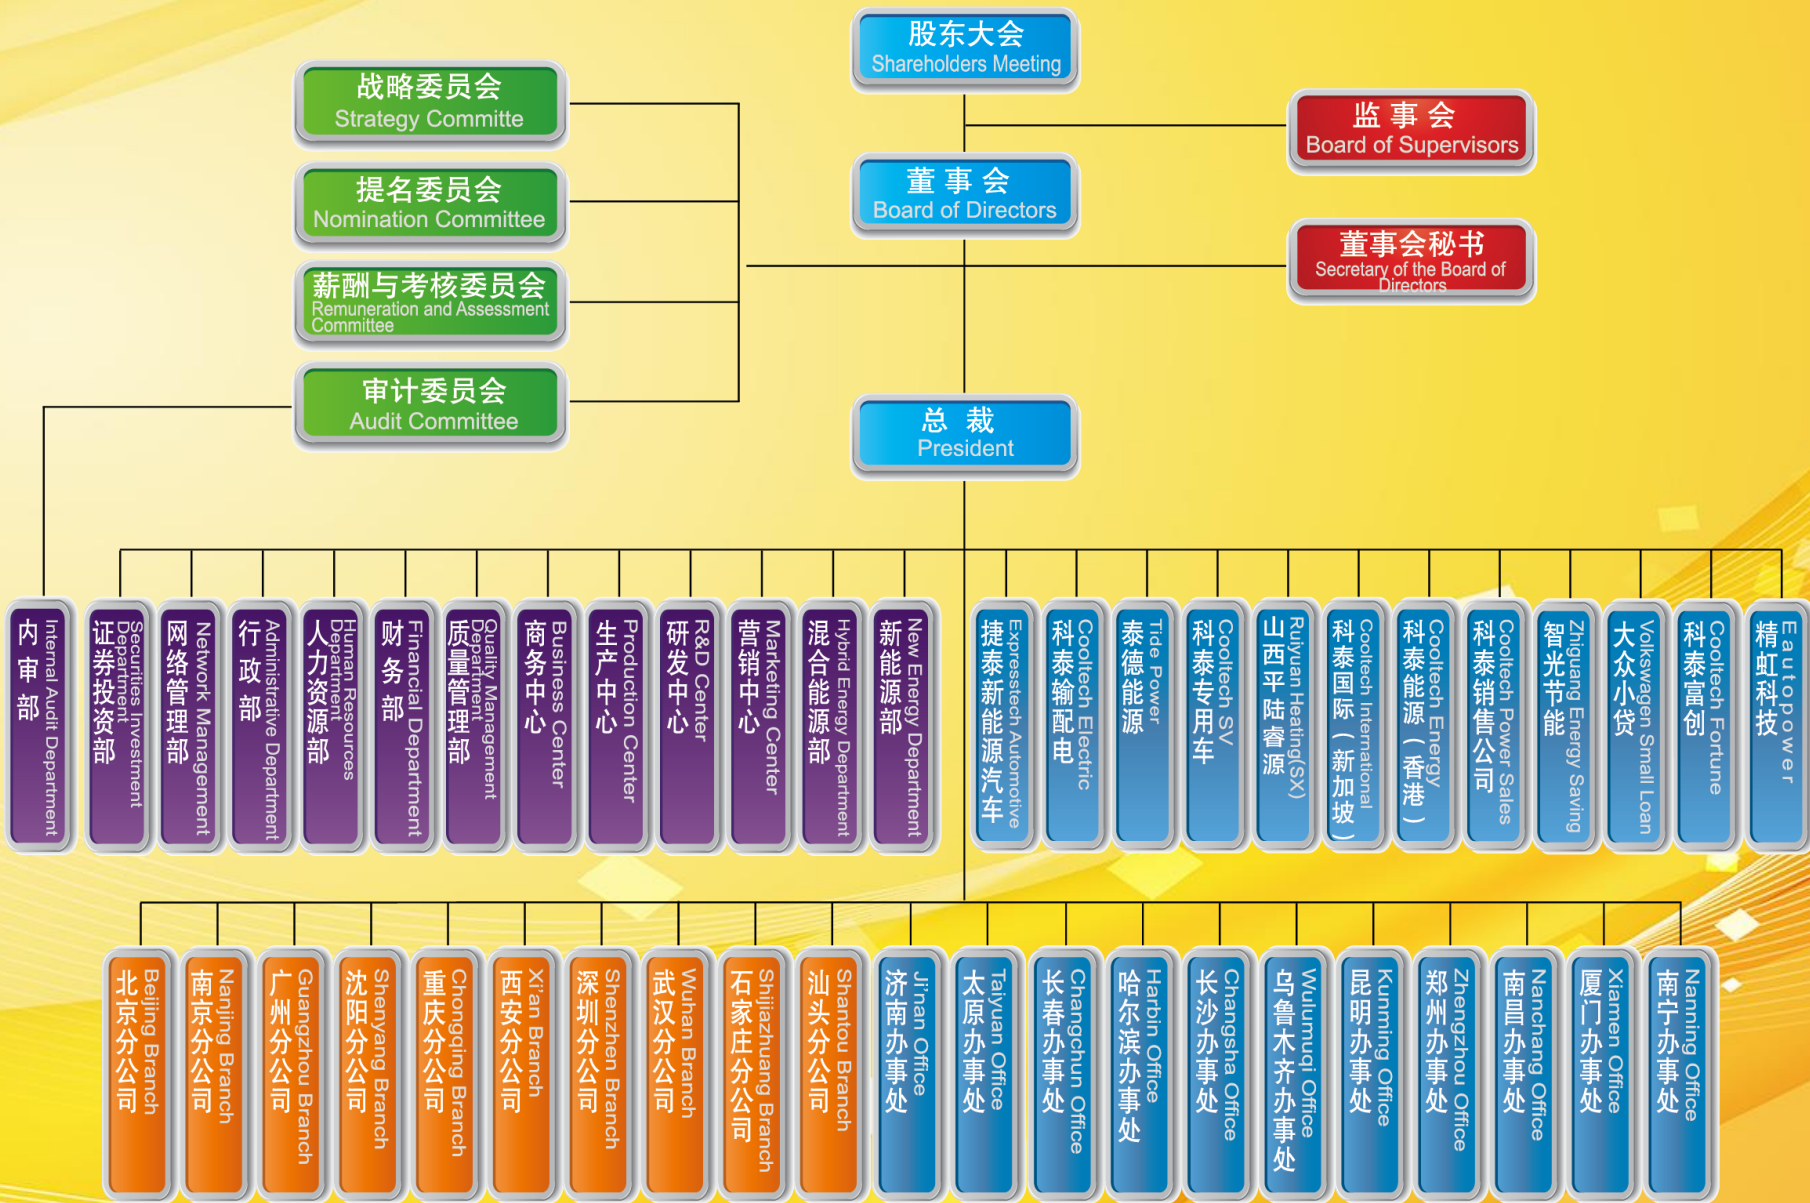 股东大会
Shareholders Meeting
战略委员会
Strategy Committe
监事会
Board of Supervisors
提名委员会
Nomination Committee
董事会
Board of Directors
薪酬与考核委员会
Remuneration and Assessment
Committee
董事会秘书
Secretary of the Board of
Directors
审计委员会
Audit Committee
总裁
President
内审部
Internal Audit Department
证券投资部
Securities Investment
Department
网络管理部
Network Management
行政部
Administrative Department
人力资源部
Human Resources
Department
财务部
Financial Department
质量管理部
Quality Management
Department
商务中心
Business Center
生产中心
Production Center
研发中心
R&D Center
营销中心
Marketing Center
混合能源部
Hybrid Energy Department
新能源部
New Energy Department
捷泰新能源汽车
Expresstech Automotive
科泰输配电
Cooltech Electric
泰德能源
Tide Power
科泰专用车
Cooltech SV
山西平陆睿源
Ruiyuan Heating(SX)
科泰国际（新加坡）
Cooltech International
科泰能源（香港）
Cooltech Energy
科泰销售公司
Cooltech Power Sales
智光节能
Zhiguang Energy Saving
大众小贷
Volkswagen Small Loan
科泰富创
Cooltech Fortune
精虹科技
Eautopower
北京分公司
Beijing Branch
南京分公司
Nanjing Branch
广州分公司
Guangzhou Branch
沈阳分公司
Shenyang Branch
重庆分公司
Chongqing Branch
西安分公司
Xi'an Branch
深圳分公司
Shenzhen Branch
武汉分公司
Wuhan Branch
石家庄分公司
Shijiazhuang Branch
汕头分公司
Shantou Branch
济南办事处
Ji'nan Office
太原办事处
Taiyuan Office
长春办事处
Changchun Office
哈尔滨办事处
Harbin Office
长沙办事处
Changsha Office
乌鲁木齐办事处
Wulumuqi Office
昆明办事处
Kunming Office
郑州办事处
Zhengzhou Office
南昌办事处
Nanchang Office
厦门办事处
Xiamen Office
南宁办事处
Nanning Office